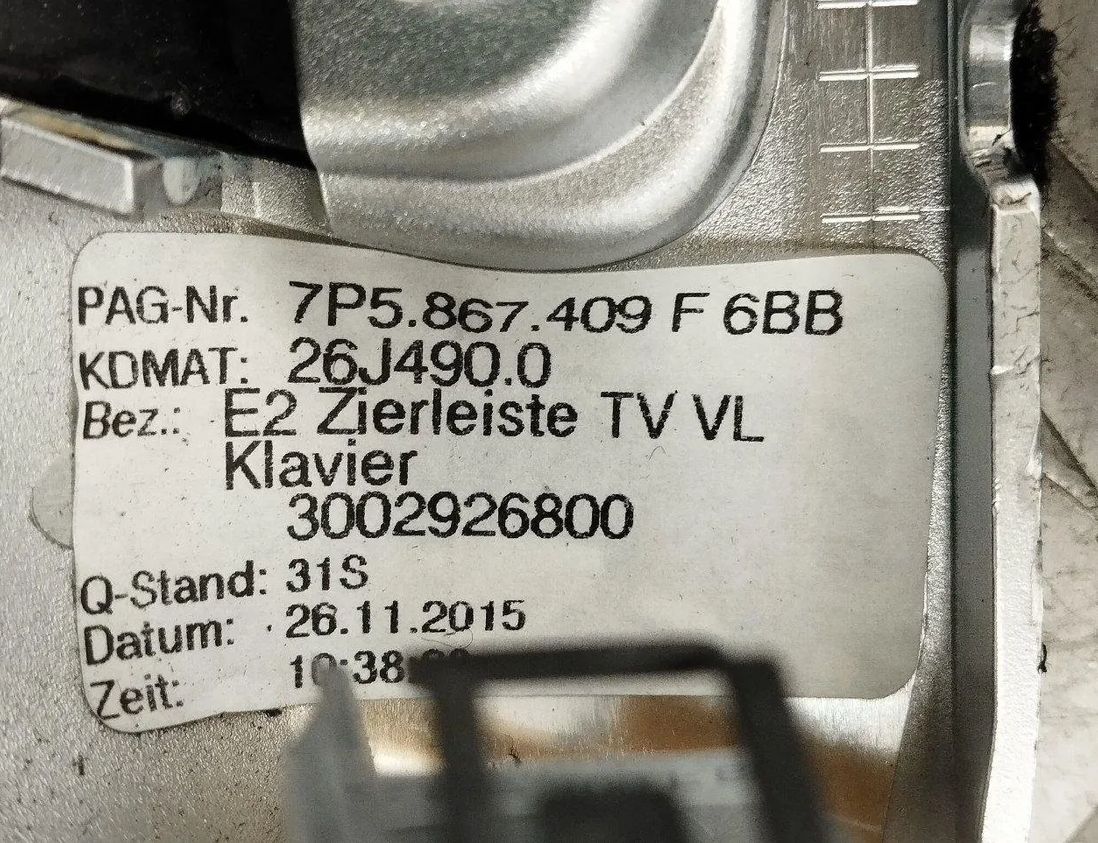 PAG-Nr. 7P5.867.409 F 6BB
KDMAT: 26J490.0
Bez.: E2 Zierleiste TV VL
Klavier
3002926800
Q-Stand: 31S
Datum: 26.11.2015
Zeit: